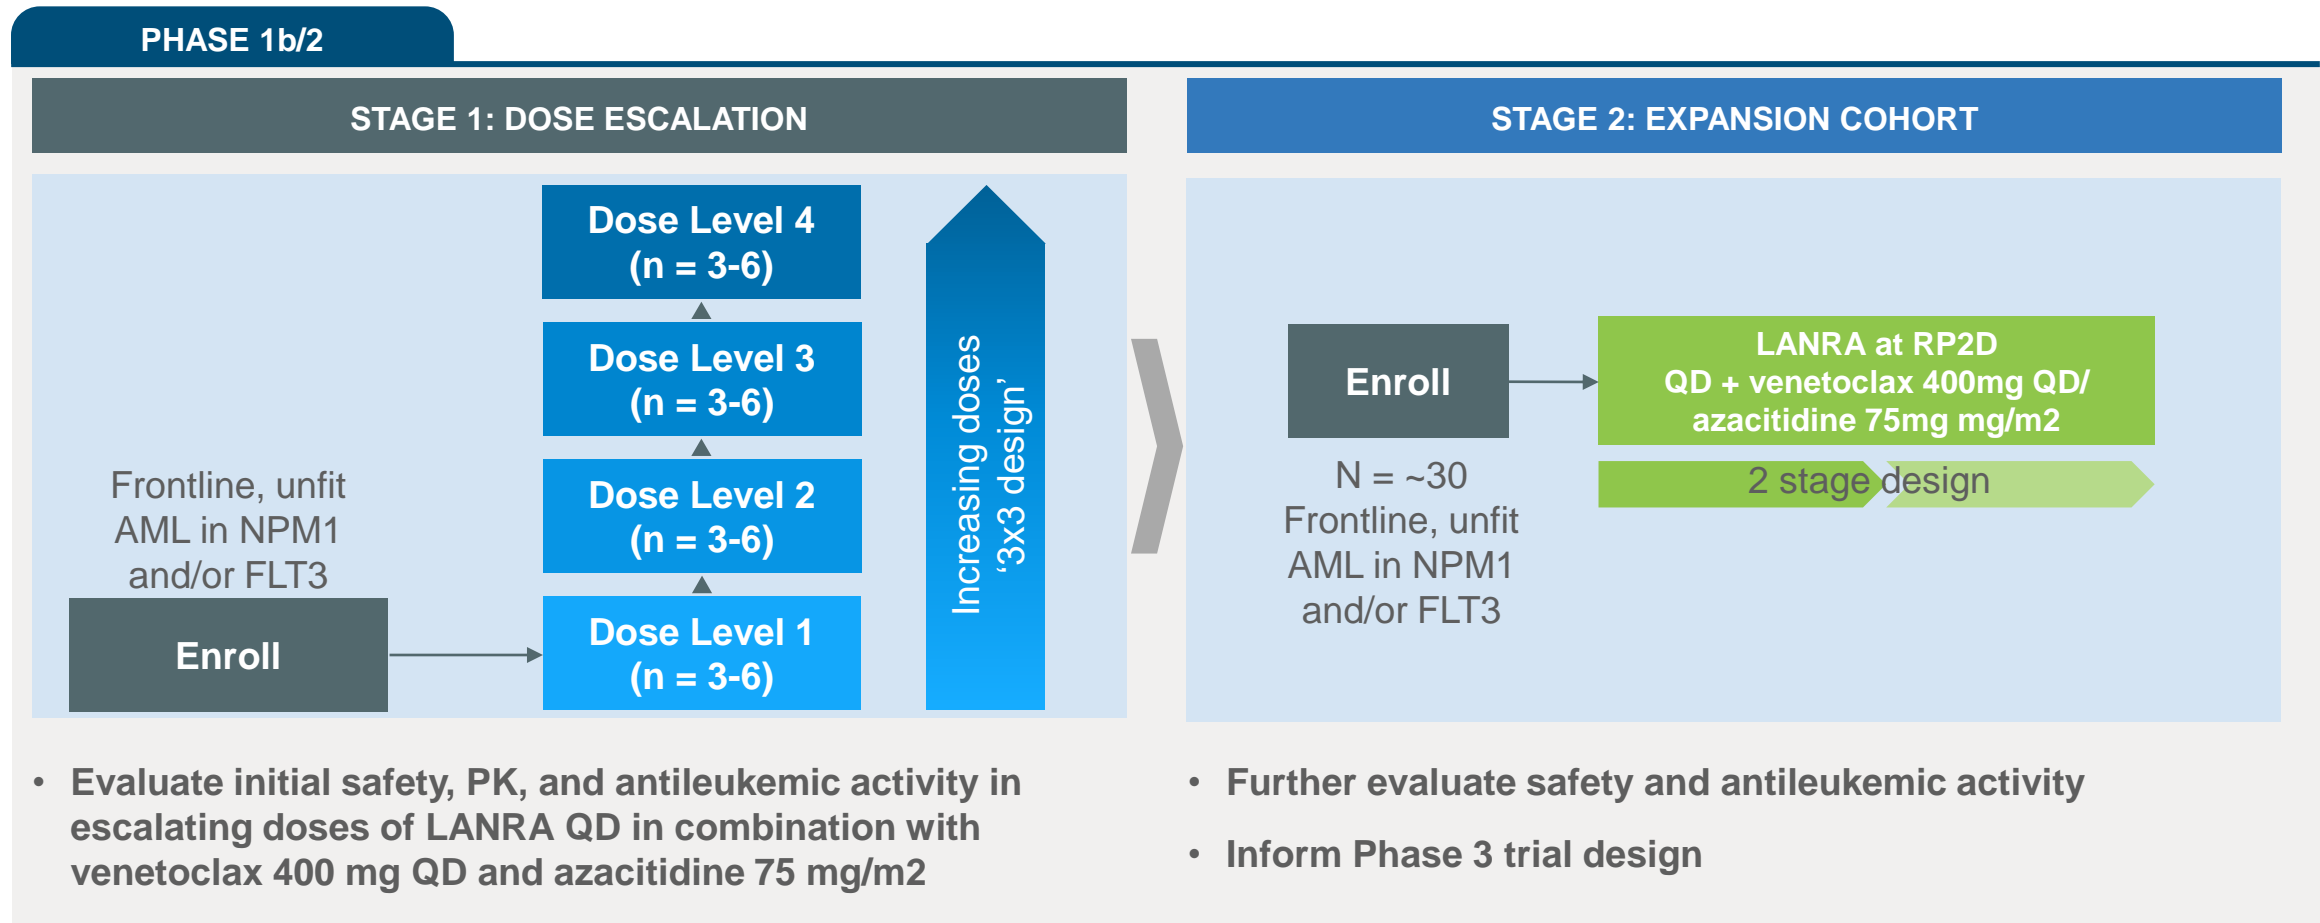 PHASE 1b/2
STAGE 1: DOSE ESCALATION
Dose Level 4
(n = 3-6)
Dose Level 3
(n = 3-6)
Dose Level 2
(n = 3-6)
Dose Level 1
(n = 3-6)
Increasing doses
‘3x3 design’
Frontline, unfit
AML in NPM1
and/or FLT3
Enroll
• Evaluate initial safety, PK, and antileukemic activity in
escalating doses of LANRA QD in combination with
venetoclax 400 mg QD and azacitidine 75 mg/m2
STAGE 2: EXPANSION COHORT
Enroll
N = ~30
Frontline, unfit
AML in NPM1
and/or FLT3
LANRA at RP2D
QD + venetoclax 400mg QD/
azacitidine 75mg mg/m2
2 stage design
• Further evaluate safety and antileukemic activity
• Inform Phase 3 trial design